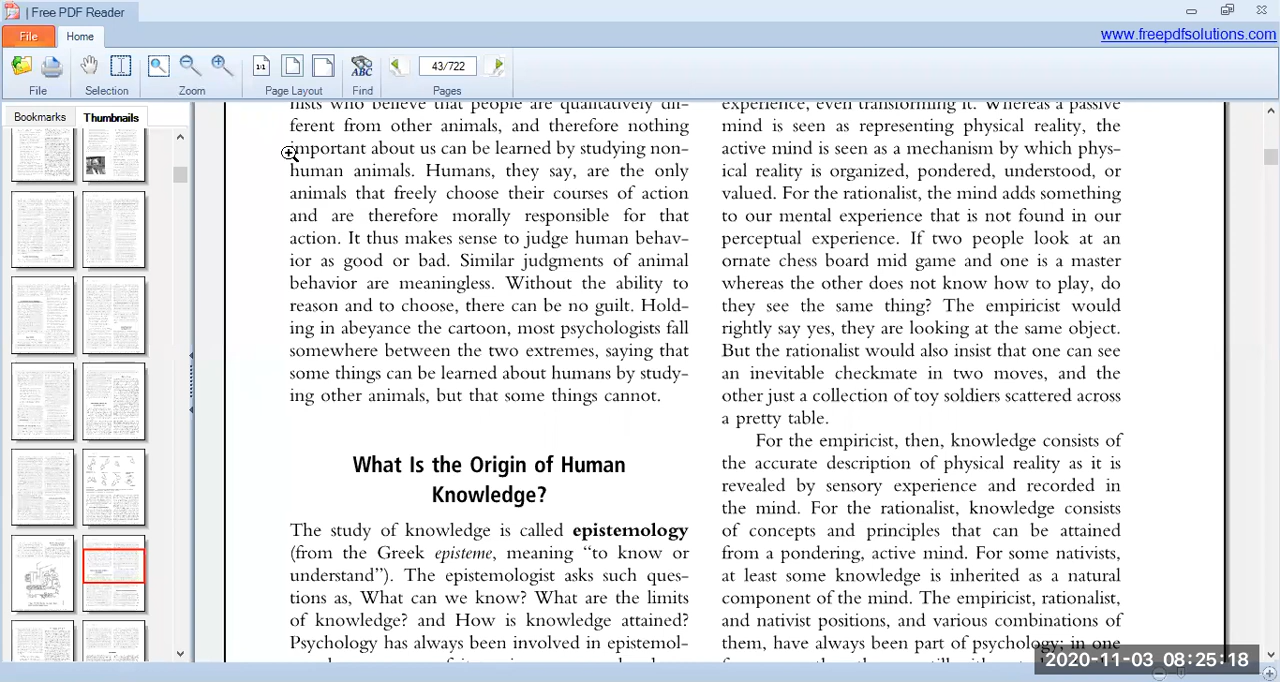 | Free PDF Reader
File
Home
www.freepdfsolutions.com
1:1
ABC
43/722
File
Selection
Zoom
Page Layout
Find
Pages
Bookmarks
Thumbnails
nists who believe that people are qualitatively dif-
ferent from other animals, and therefore nothing
important about us can be learned by studying non-
human animals. Humans, they say, are the only
animals that freely choose their courses of action
and are therefore morally responsible for that
action. It thus makes sense to judge human behav-
ior as good or bad. Similar judgments of animal
behavior are meaningless. Without the ability to
reason and to choose, there can be no guilt. Hold-
ing in abeyance the cartoon, most psychologists fall
somewhere between the two extremes, saying that
some things can be learned about humans by study-
ing other animals, but that some things cannot.
What Is the Origin of Human
Knowledge?
The study of knowledge is called epistemology
(from the Greek episteme, meaning “to know or
understand”). The epistemologist asks such ques-
tions as, What can we know? What are the limits
of knowledge? and How is knowledge attained?
Psychology has always been involved in epistemol-
experience, even transforming it. Whereas a passive
mind is seen as representing physical reality, the
active mind is seen as a mechanism by which phys-
ical reality is organized, pondered, understood, or
valued. For the rationalist, the mind adds something
to our mental experience that is not found in our
perceptual experience. If two people look at an
ornate chess board mid game and one is a master
whereas the other does not know how to play, do
they see the same thing? The empiricist would
rightly say yes, they are looking at the same object.
But the rationalist would also insist that one can see
an inevitable checkmate in two moves, and the
other just a collection of toy soldiers scattered across
a pretty table.
For the empiricist, then, knowledge consists of
the accurate description of physical reality as it is
revealed by sensory experience and recorded in
the mind. For the rationalist, knowledge consists
of concepts and principles that can be attained
from a pondering, active mind. For some nativists,
at least some knowledge is inherited as a natural
component of the mind. The empiricist, rationalist,
and nativist positions, and various combinations of
them, have always been part of psychology; in one
2020-11-03 08:25:18